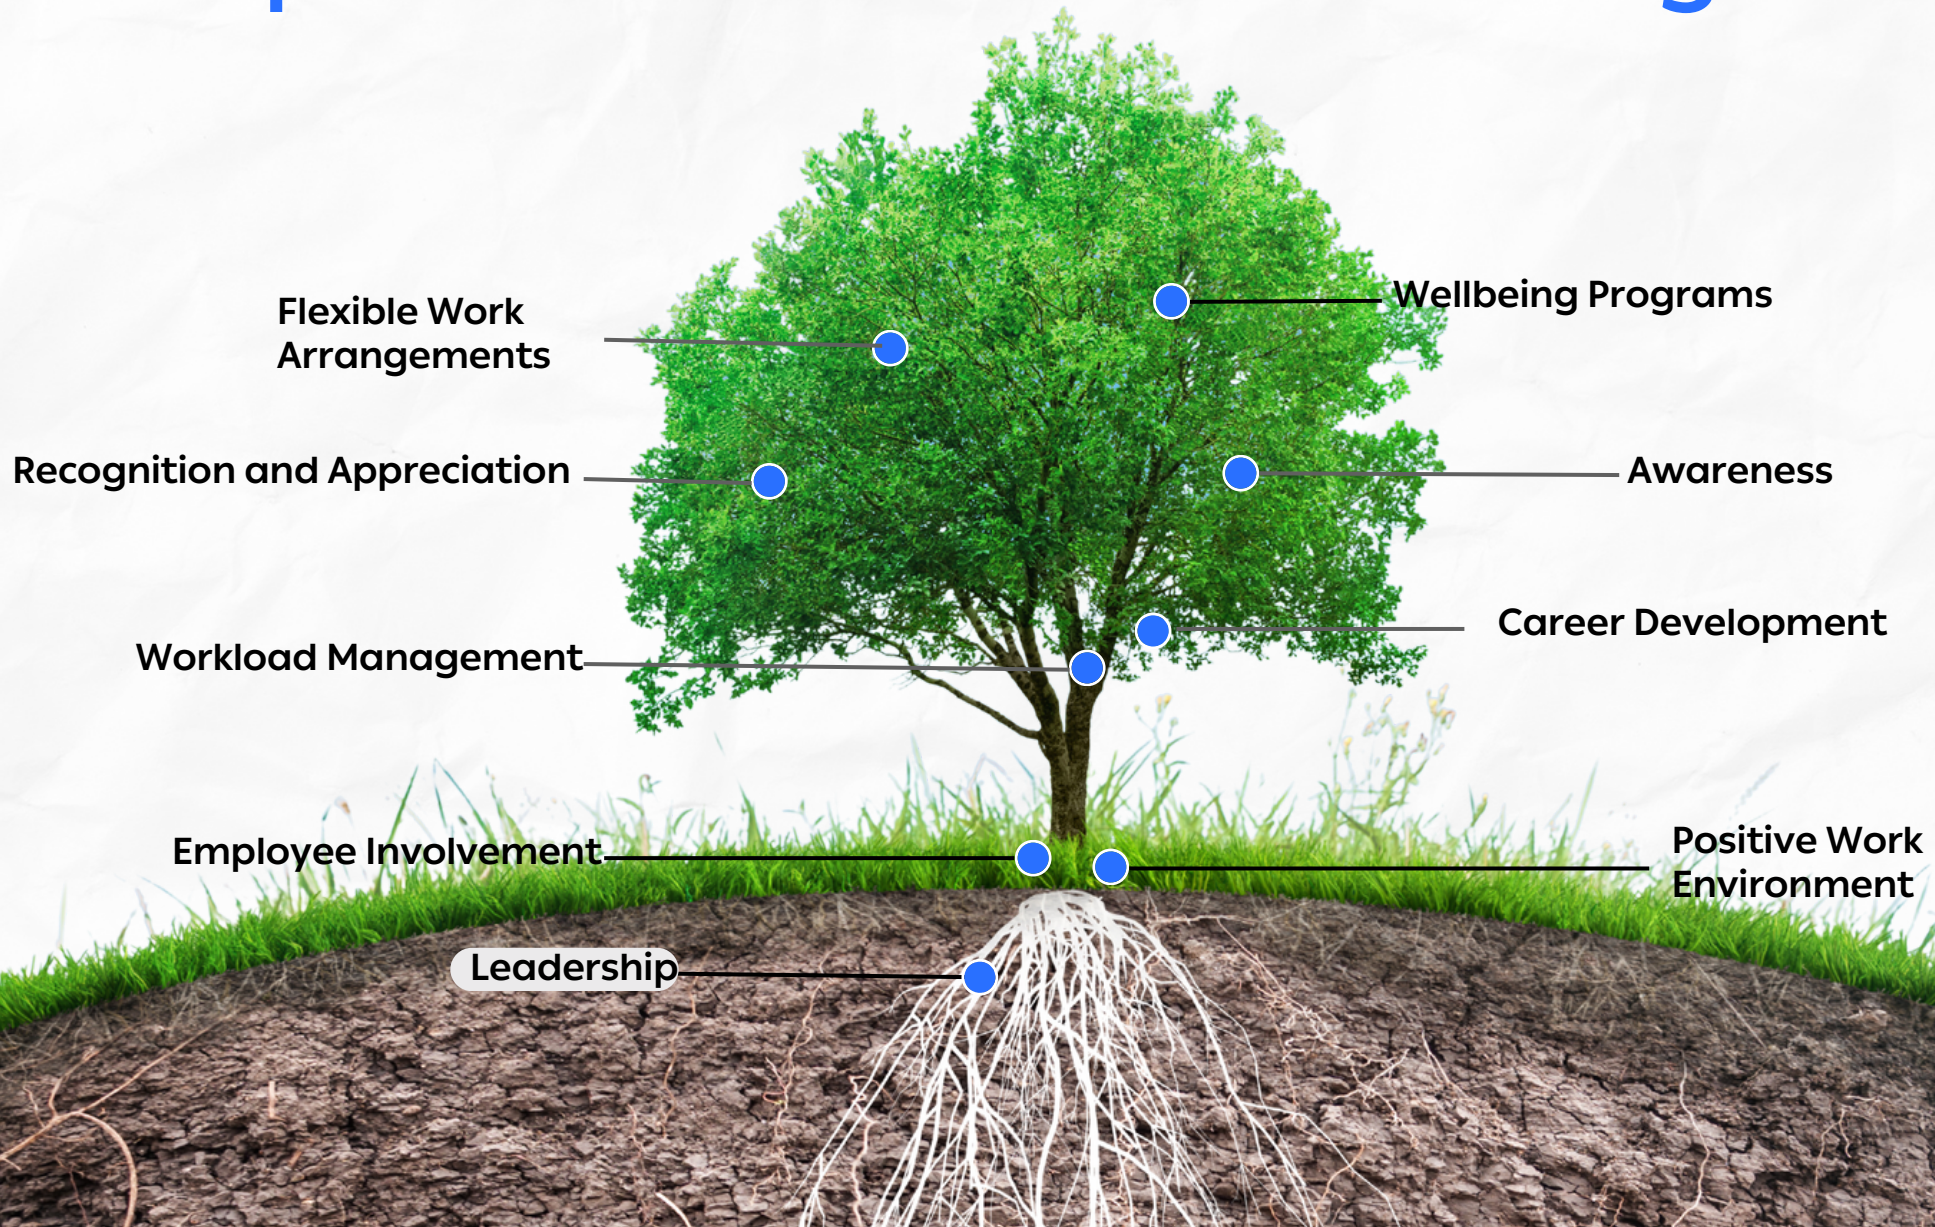 Flexible Work
Arrangements
Wellbeing Programs
Recognition and Appreciation
Awareness
Career Development
Workload Management
Employee Involvement
Positive Work
Environment
Leadership